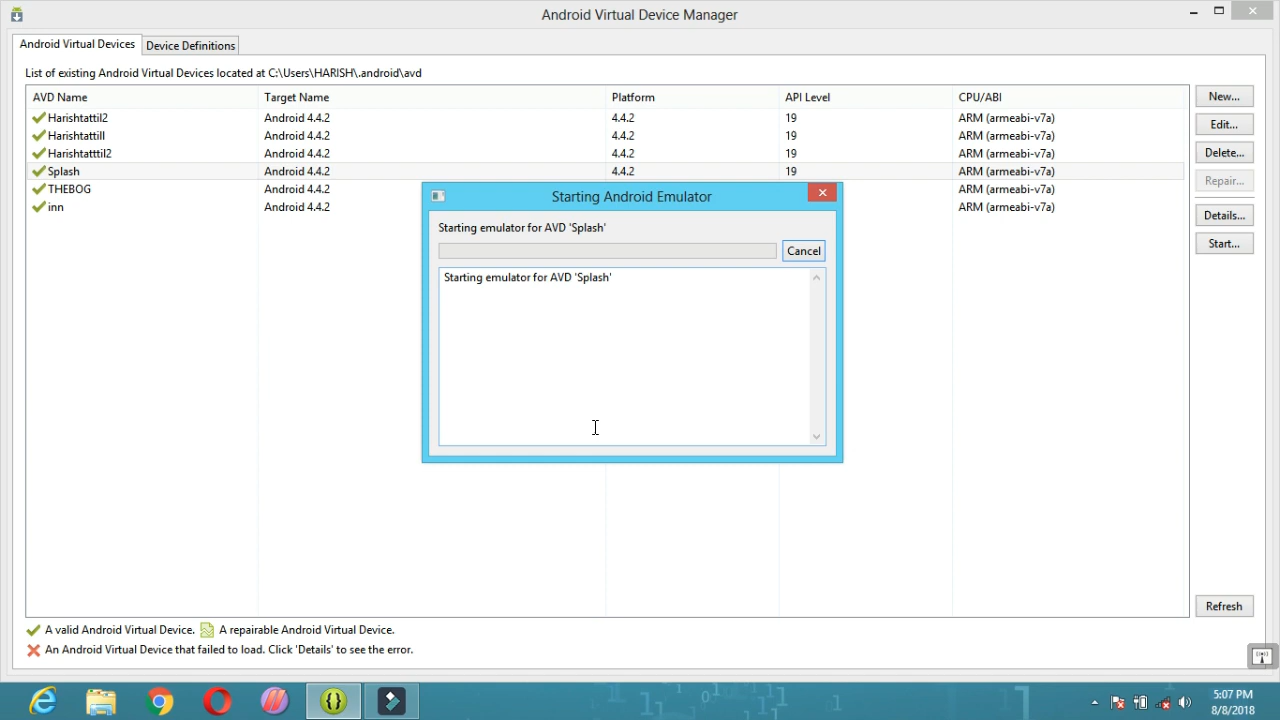 Android Virtual Device Manager
Android Virtual Devices
Device Definitions
List of existing Android Virtual Devices located at C:\Users\HARISH\.android\avd
AVD Name Target Name Platform API Level CPU/ABI
Harishtattil2 Android 4.4.2 4.4.2 19 ARM (armeabi-v7a)
Harishtattill Android 4.4.2 4.4.2 19 ARM (armeabi-v7a)
Harishtatttil2 Android 4.4.2 4.4.2 19 ARM (armeabi-v7a)
Splash Android 4.4.2 4.4.2 19 ARM (armeabi-v7a)
THEBOG Android 4.4.2 ARM (armeabi-v7a)
inn Android 4.4.2 ARM (armeabi-v7a)
New...
Edit...
Delete...
Repair...
Details...
Start...
Refresh
Starting Android Emulator
Starting emulator for AVD 'Splash'
Cancel
Starting emulator for AVD 'Splash'
A valid Android Virtual Device. A repairable Android Virtual Device.
An Android Virtual Device that failed to load. Click 'Details' to see the error.
5:07 PM
8/8/2018